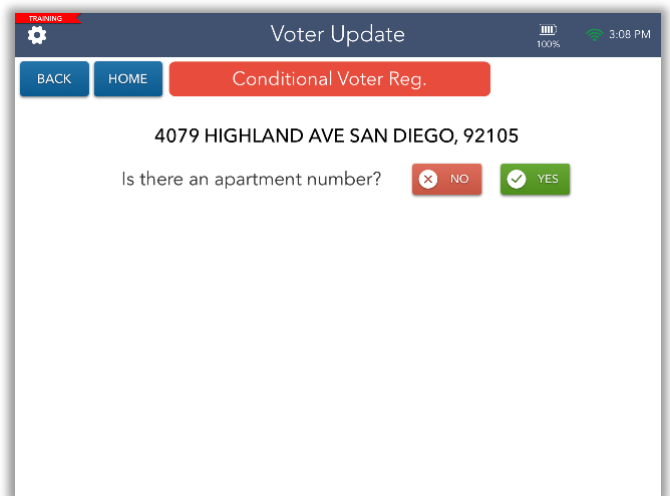 TRAINING
Voter Update
100%
3:08 PM
BACK
HOME
Conditional Voter Reg.
4079 HIGHLAND AVE SAN DIEGO, 92105
Is there an apartment number?
NO
YES